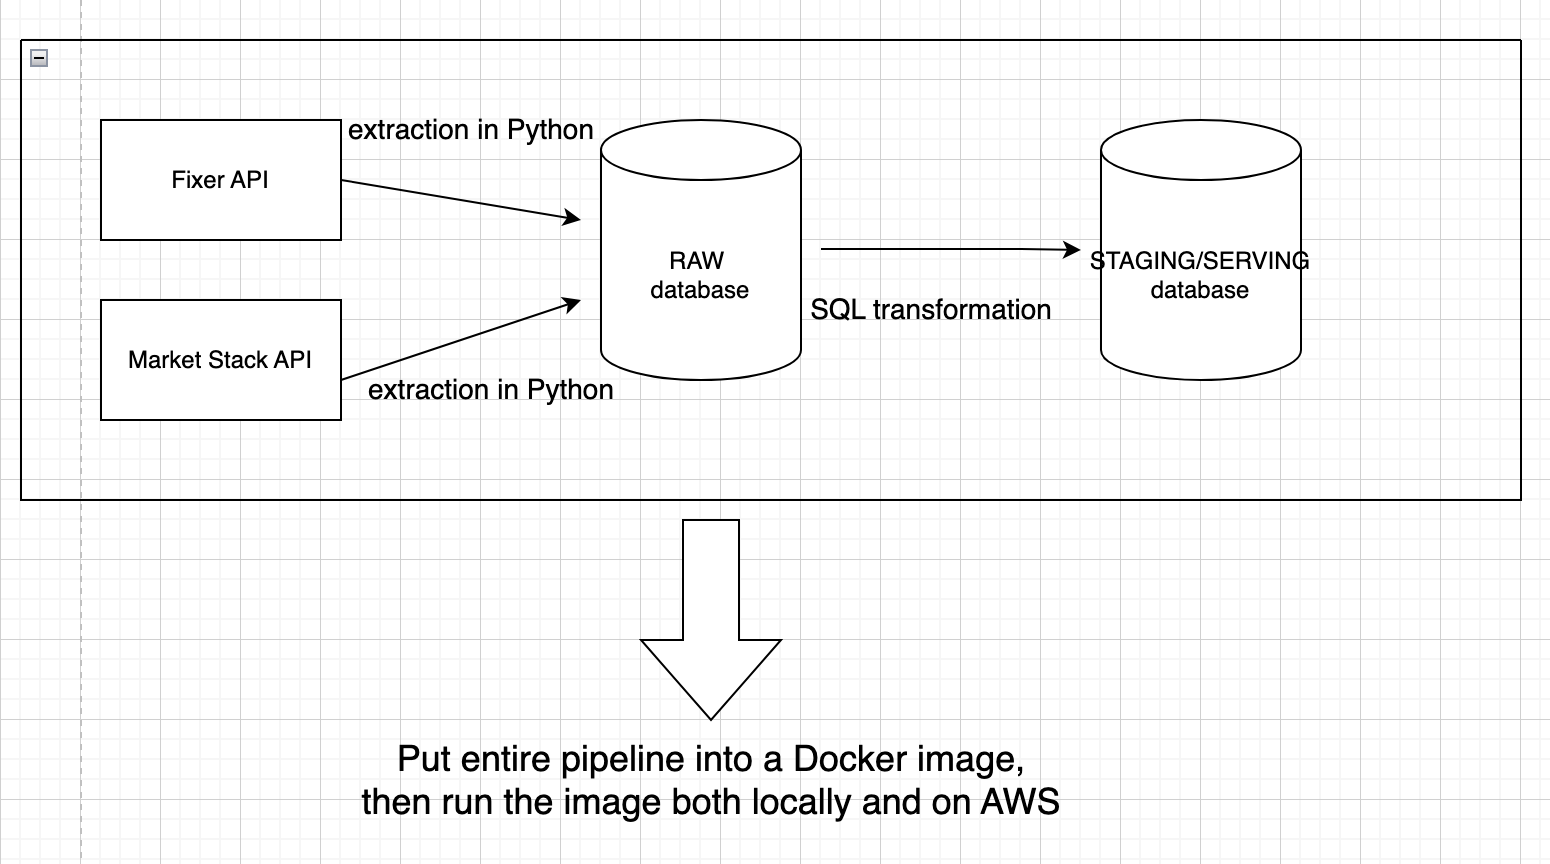 extraction in Python
Fixer API
RAW
database
STAGING/SERVING
database
SQL transformation
Market Stack API
extraction in Python
Put entire pipeline into a Docker image,
then run the image both locally and on AWS